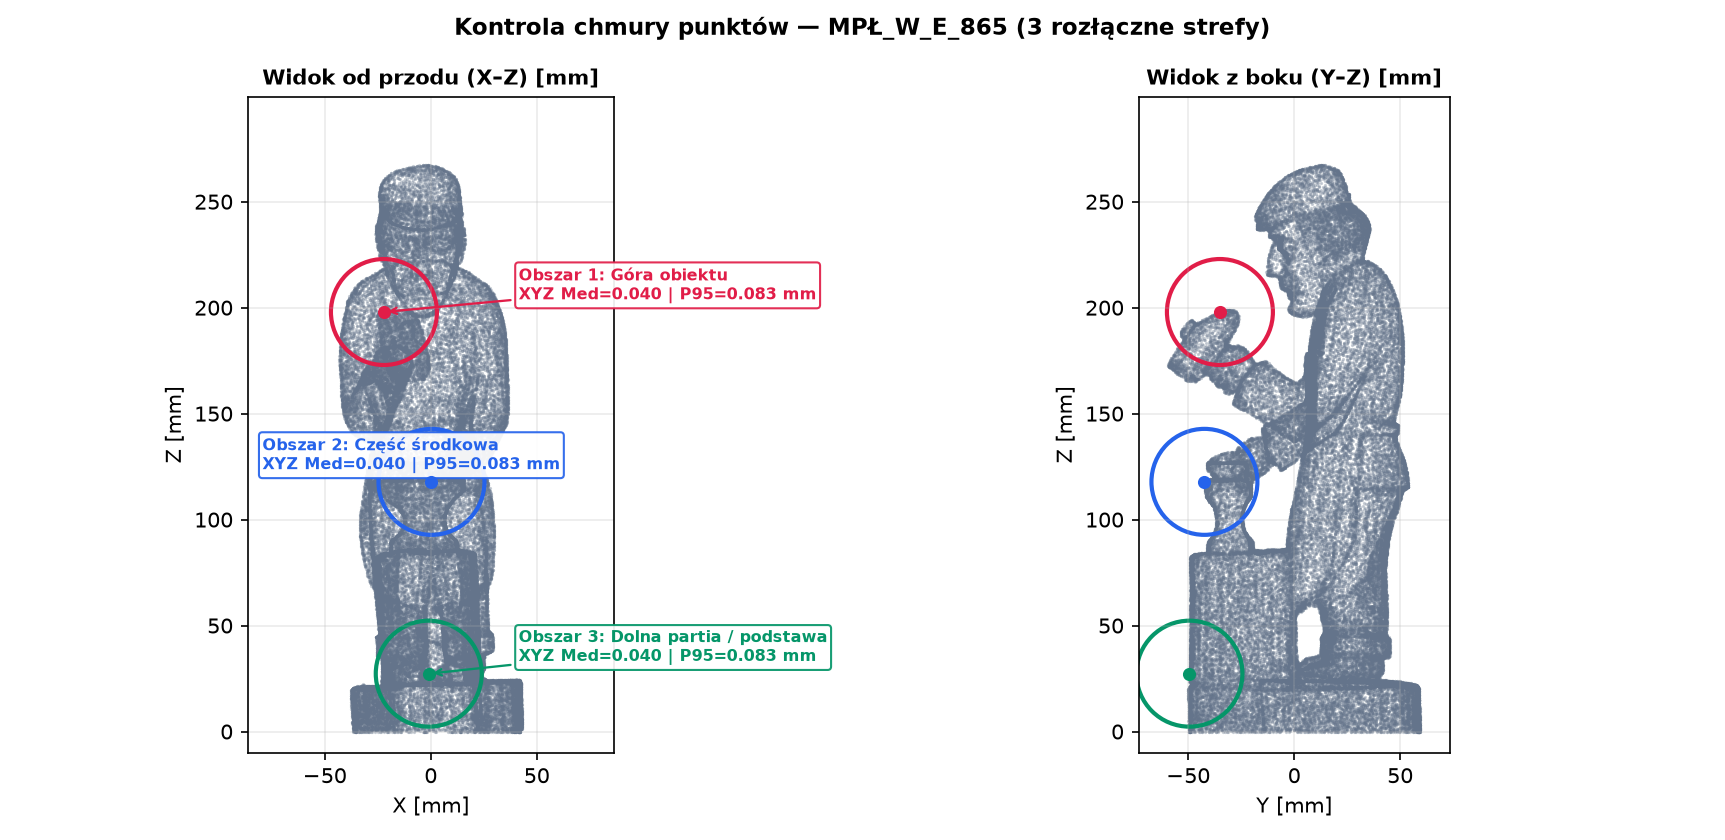 Kontrola chmury punktów — MPŁ_W_E_865 (3 rozłączne strefy)
Widok od przodu (X–Z) [mm]
250
200
150
100
50
0
Z [mm]
−50
0
50
X [mm]
Obszar 1: Góra obiektu
XYZ Med=0.040 | P95=0.083 mm
Obszar 2: Część środkowa
XYZ Med=0.040 | P95=0.083 mm
Obszar 3: Dolna partia / podstawa
XYZ Med=0.040 | P95=0.083 mm
Widok z boku (Y–Z) [mm]
250
200
150
100
50
0
Z [mm]
−50
0
50
Y [mm]